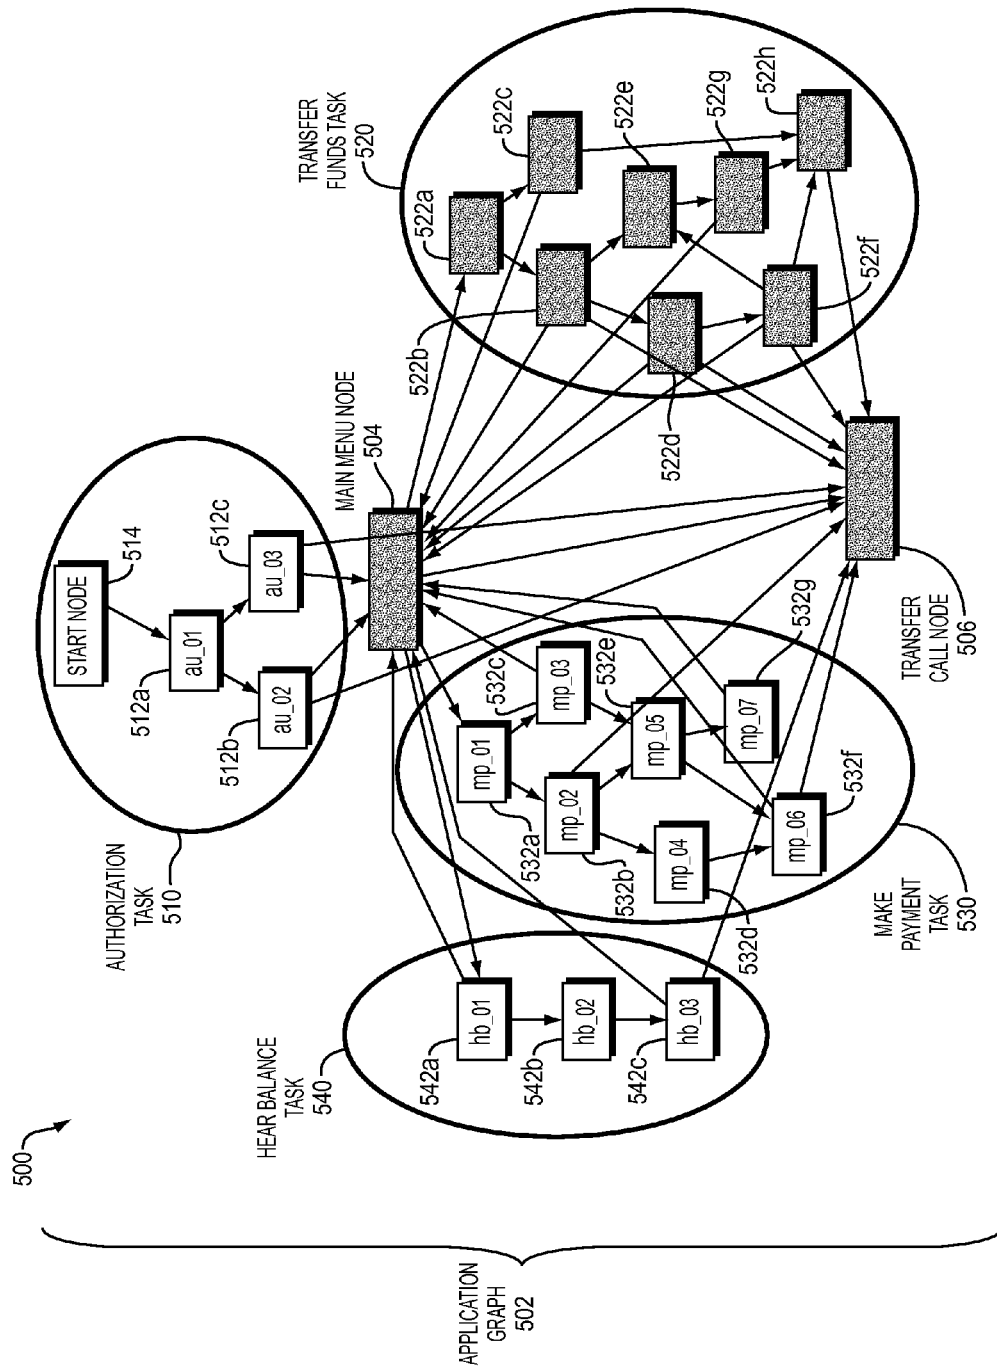 500
APPLICATION
GRAPH
502
AUTHORIZATION
TASK
510
START NODE
514
au_01
512a
au_02
512b
au_03
512c
MAIN MENU NODE
504
TRANSFER
FUNDS TASK
520
522a
522b
522c
522d
522e
522f
522g
522h
HEAR BALANCE
TASK
540
hb_01
542a
hb_02
542b
hb_03
542c
mp_01
532a
mp_02
532b
mp_03
532c
mp_04
532d
mp_05
532e
mp_06
532f
mp_07
532g
MAKE
PAYMENT
TASK
530
TRANSFER
CALL NODE
506